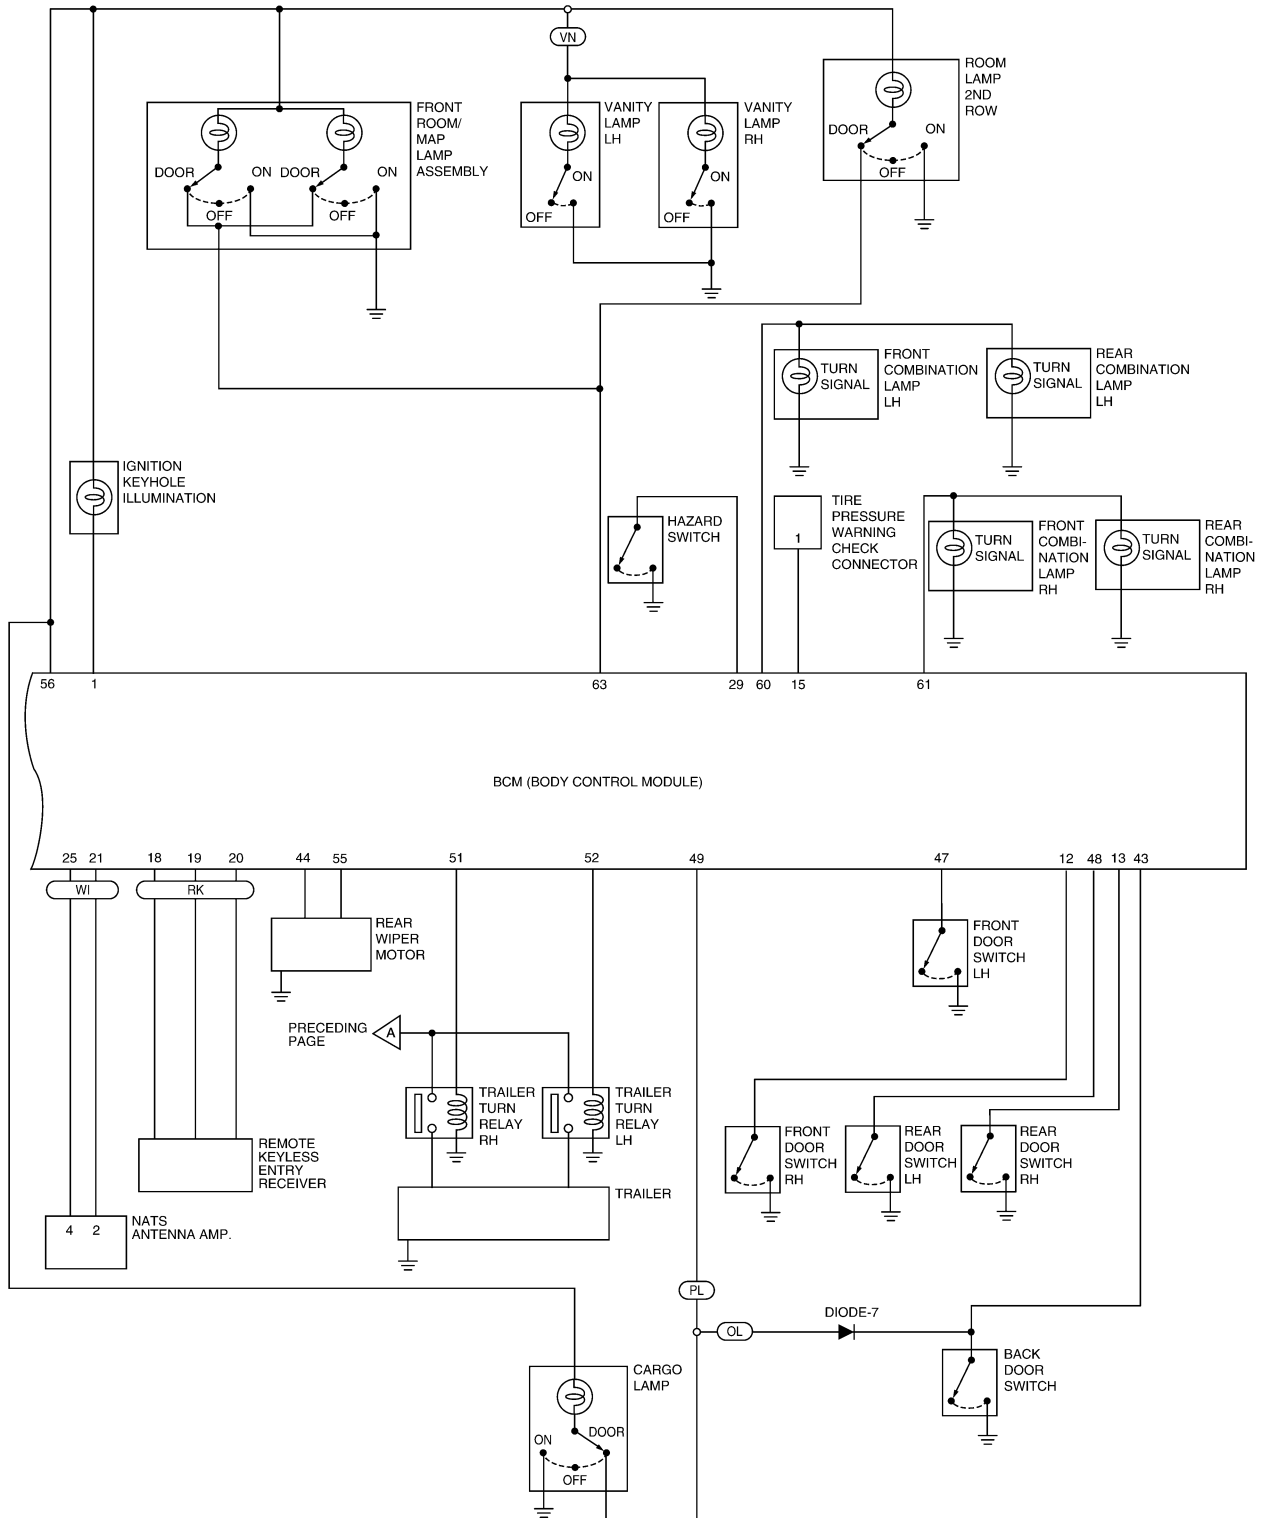 VN
ROOM
LAMP
2ND
ROW
DOOR
ON
OFF
FRONT
ROOM/
MAP
LAMP
ASSEMBLY
DOOR
ON
DOOR
ON
OFF
OFF
VANITY
LAMP
LH
ON
OFF
VANITY
LAMP
RH
ON
OFF
TURN
SIGNAL
FRONT
COMBINATION
LAMP
LH
TURN
SIGNAL
REAR
COMBINATION
LAMP
LH
IGNITION
KEYHOLE
ILLUMINATION
HAZARD
SWITCH
1
TIRE
PRESSURE
WARNING
CHECK
CONNECTOR
TURN
SIGNAL
FRONT
COMBI-
NATION
LAMP
RH
TURN
SIGNAL
REAR
COMBI-
NATION
LAMP
RH
56 1 63 29 60 15 61
BCM (BODY CONTROL MODULE)
25 21 18 19 20 44 55 51 52 49 47 12 48 13 43
WI
RK
REAR
WIPER
MOTOR
FRONT
DOOR
SWITCH
LH
PRECEDING
PAGE
A
TRAILER
TURN
RELAY
RH
TRAILER
TURN
RELAY
LH
FRONT
DOOR
SWITCH
RH
REAR
DOOR
SWITCH
LH
REAR
DOOR
SWITCH
RH
REMOTE
KEYLESS
ENTRY
RECEIVER
TRAILER
4 2
NATS
ANTENNA AMP.
PL
OL
DIODE-7
BACK
DOOR
SWITCH
CARGO
LAMP
DOOR
ON
OFF